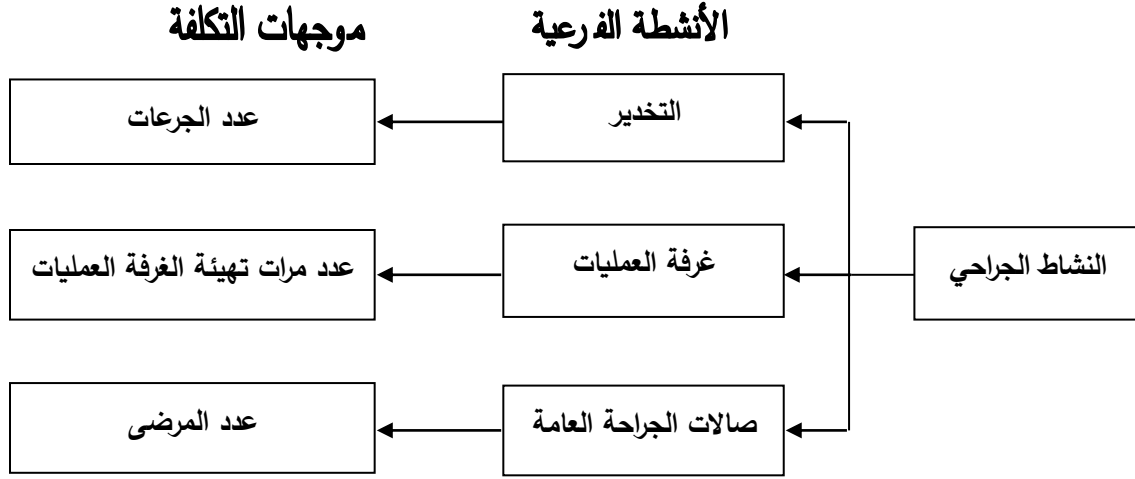 الأنشطة الفرعية
موجهات التكلفة
التخدير
عدد الجرعات
النشاط الجراحي
غرفة العمليات
عدد مرات تهيئة الغرفة العمليات
صالات الجراحة العامة
عدد المرضى